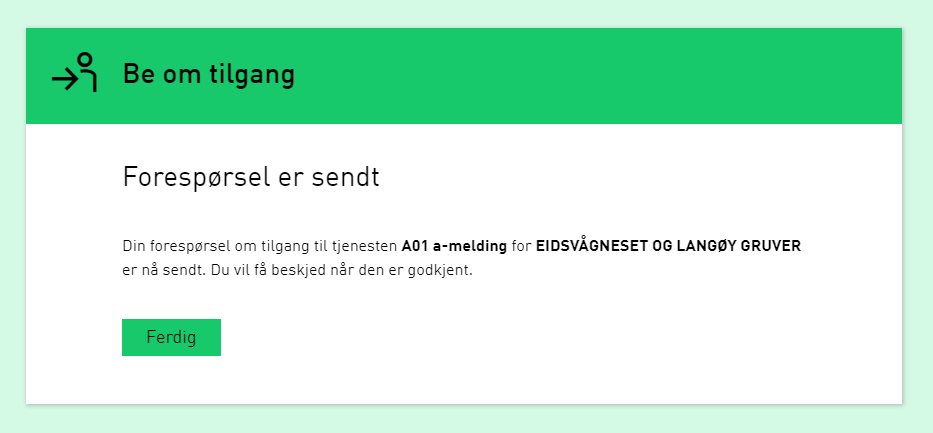 Be om tilgang
Forespørsel er sendt
Din forespørsel om tilgang til tjenesten A01 a-melding for EIDSVÅGNESET OG LANGØY GRUVER
er nå sendt. Du vil få beskjed når den er godkjent.
Ferdig